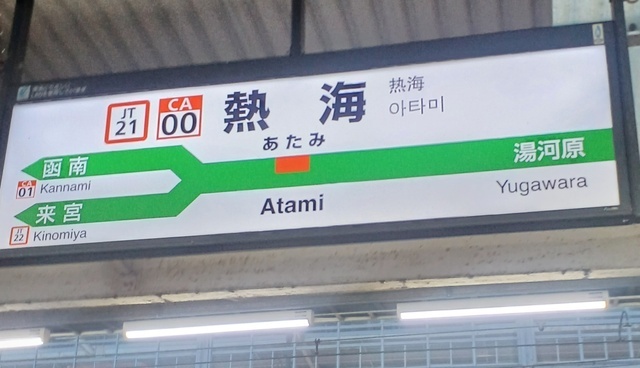 JT
21
CA
00
熱海
热海
아타미
あたみ
Atami
函南
CA
01
Kannami
来宮
JT
22
Kinomiya
湯河原
Yugawara